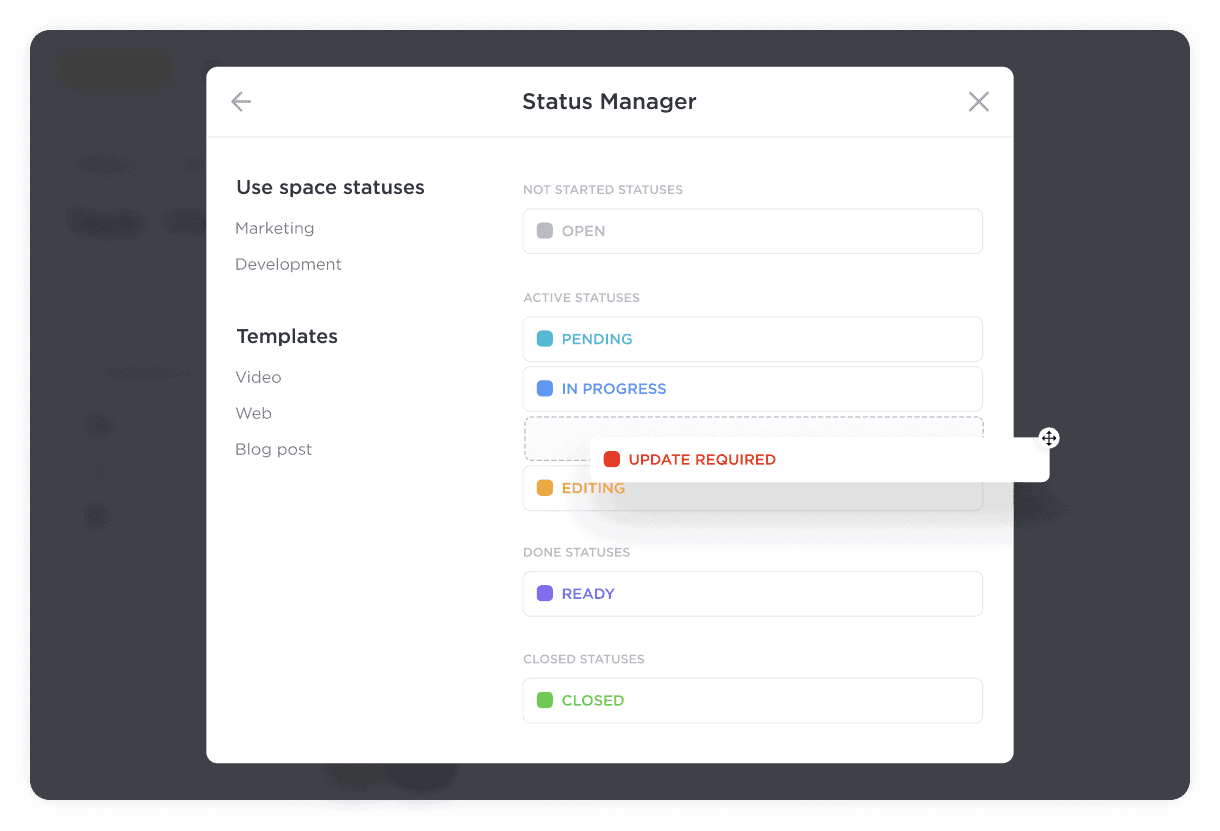 Status Manager
Use space statuses
Marketing
Development
Templates
Video
Web
Blog post
NOT STARTED STATUSES
OPEN
ACTIVE STATUSES
PENDING
IN PROGRESS
UPDATE REQUIRED
EDITING
DONE STATUSES
READY
CLOSED STATUSES
CLOSED